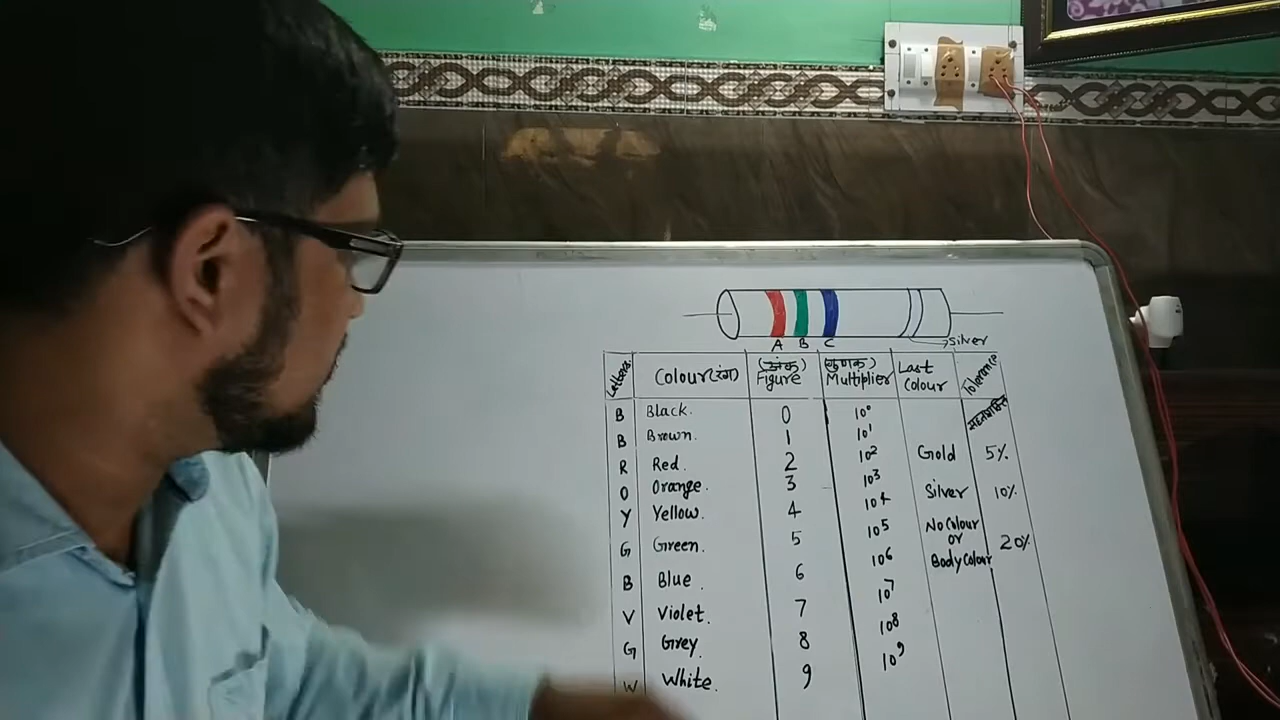 A B C
Silver
Letters Colour(रंग) (अंक) Figure (गुणक) Multiplier Last Colour Tolerance
B Black. 0 10⁰
B Brown. 1 10¹
R Red. 2 10² Gold 5%
O Orange. 3 10³
Y Yellow. 4 10⁴ Silver 10%
G Green. 5 10⁵ No Colour or Body Colour 20%
B Blue. 6 10⁶
V Violet. 7 10⁷
G Grey. 8 10⁸
W White. 9 10⁹